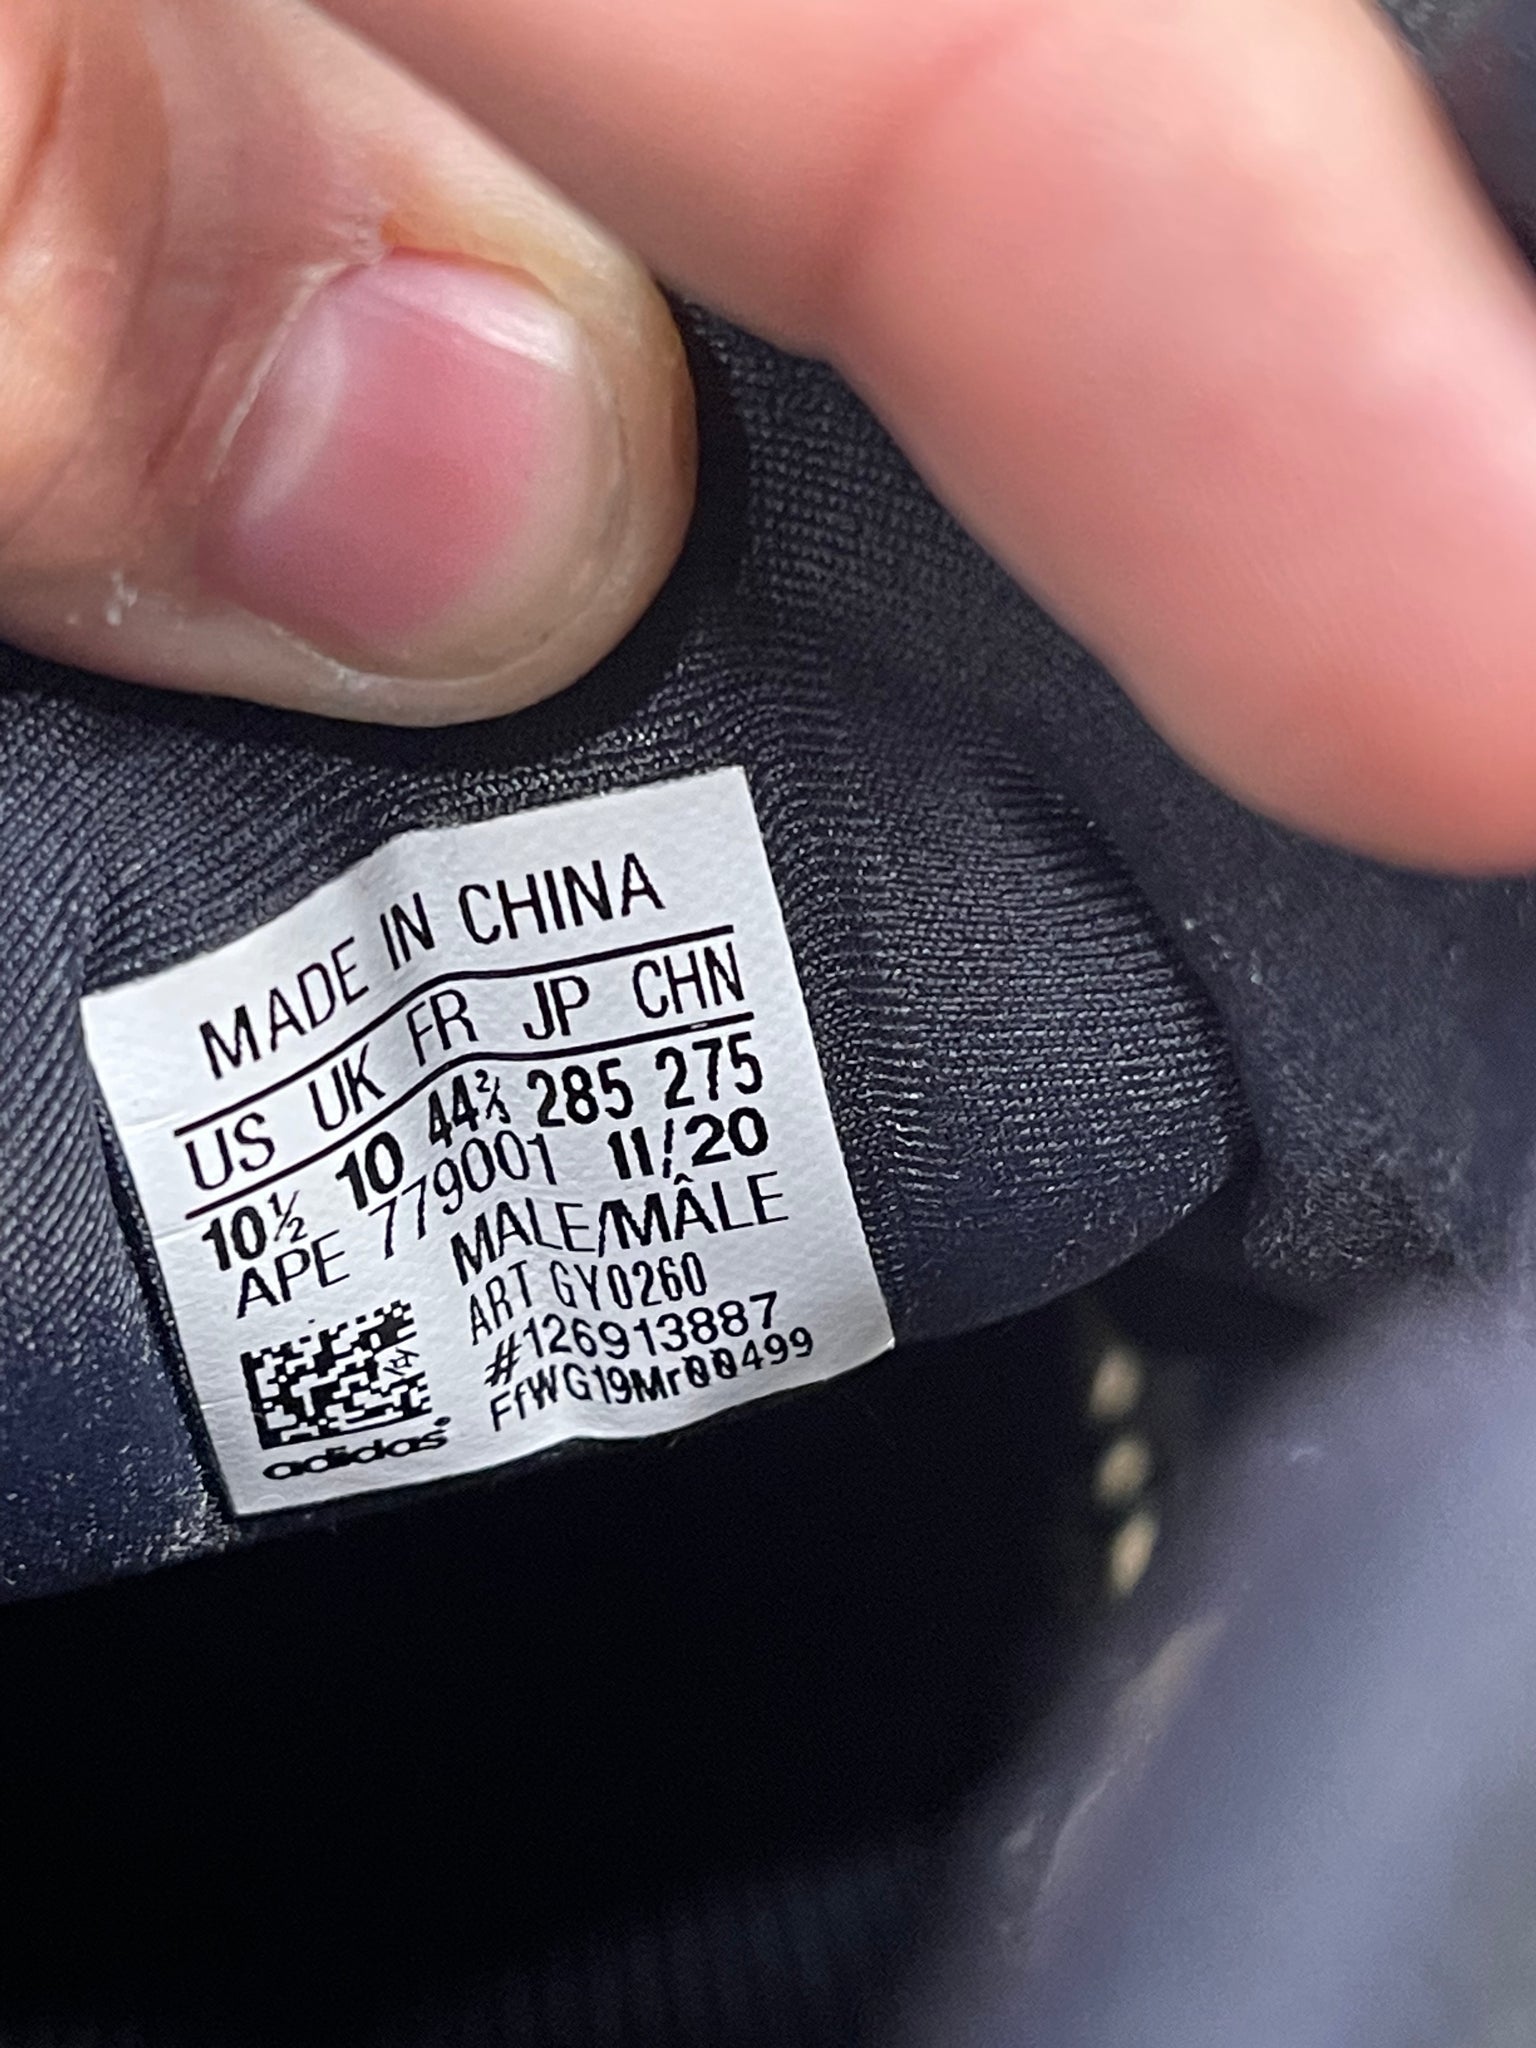 MADE IN CHINA
US UK FR JP CHN
10½ 10 44⅔ 285 275
APE 779001 11/20
MALE/MÂLE
ART GY0260
#126913887
FfWG19Mr00499
adidas